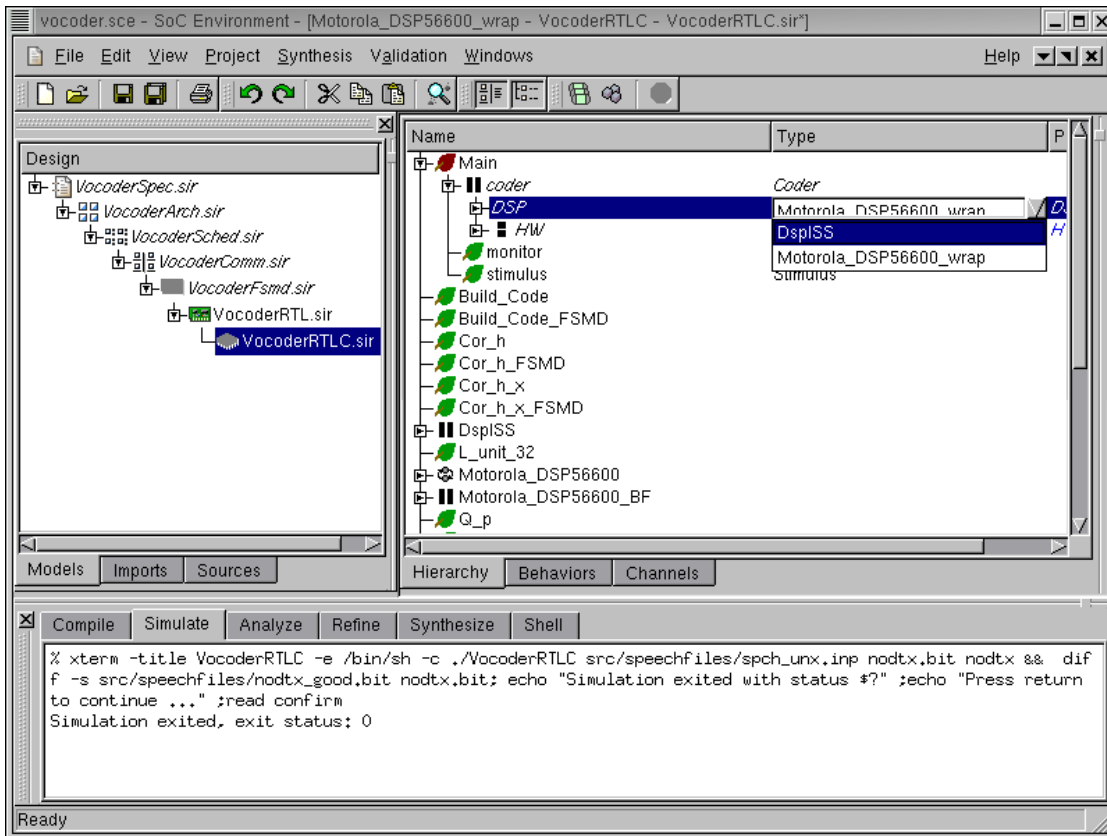 vocoder.sce - SoC Environment - [Motorola_DSP56600_wrap - VocoderRTLC - VocoderRTLC.sir*]
File Edit View Project Synthesis Validation Windows Help
Design
VocoderSpec.sir
VocoderArch.sir
VocoderSched.sir
VocoderComm.sir
VocoderFsmd.sir
VocoderRTL.sir
VocoderRTLC.sir
Models Imports Sources
Name Type P
Main
coder Coder
DSP Motorola_DSP56600_wrap
HW H
DspISS
Motorola_DSP56600_wrap
monitor
stimulus Stimulus
Build_Code
Build_Code_FSMD
Cor_h
Cor_h_FSMD
Cor_h_x
Cor_h_x_FSMD
DspISS
L_unit_32
Motorola_DSP56600
Motorola_DSP56600_BF
Q_p
Hierarchy Behaviors Channels
Compile Simulate Analyze Refine Synthesize Shell
% xterm -title VocoderRTLC -e /bin/sh -c ./VocoderRTLC src/speechfiles/spch_unx.inp nodtx.bit nodtx && dif
f -s src/speechfiles/nodtx_good.bit nodtx.bit; echo "Simulation exited with status $?" ;echo "Press return
to continue ..." ;read confirm
Simulation exited, exit status: 0
Ready